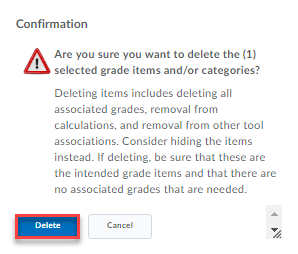 Confirmation
Are you sure you want to delete the (1)
selected grade items and/or categories?
Deleting items includes deleting all
associated grades, removal from
calculations, and removal from other tool
associations. Consider hiding the items
instead. If deleting, be sure that these are
the intended grade items and that there are
no associated grades that are needed.
Delete Cancel